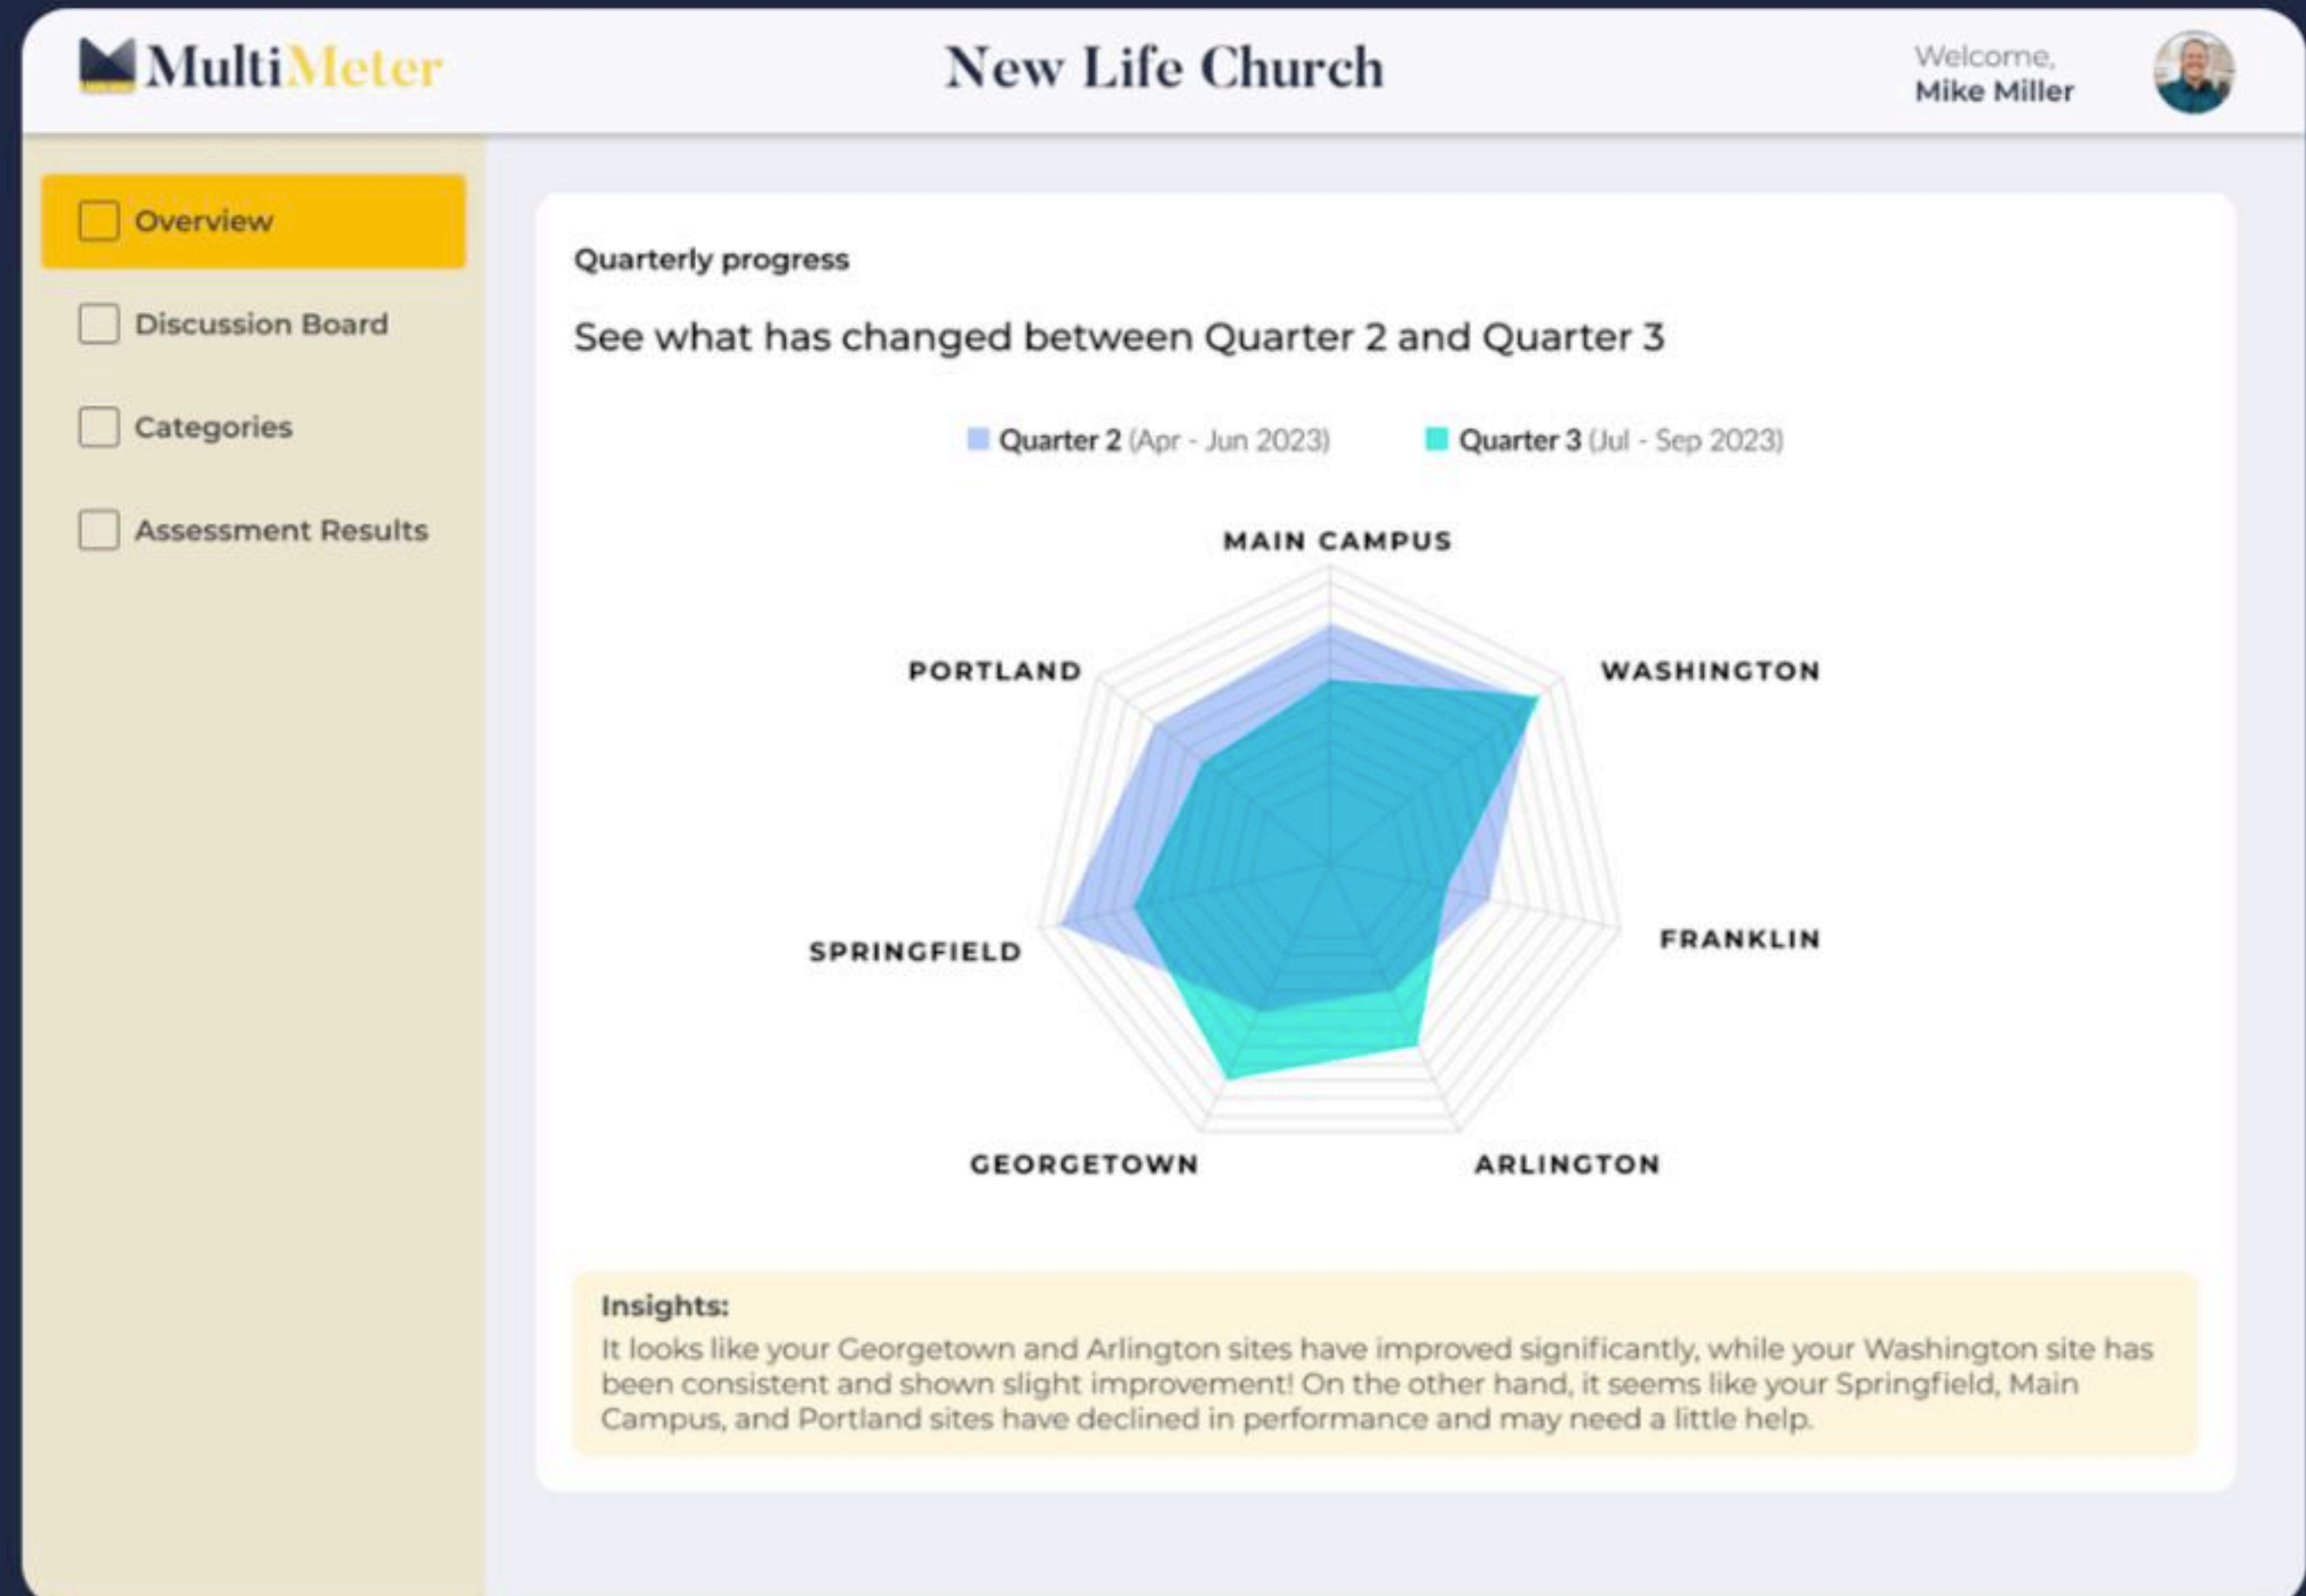 MultiMeter
New Life Church
Welcome,
Mike Miller
Overview
Discussion Board
Categories
Assessment Results
Quarterly progress
See what has changed between Quarter 2 and Quarter 3
Quarter 2 (Apr - Jun 2023)
Quarter 3 (Jul - Sep 2023)
MAIN CAMPUS
PORTLAND
WASHINGTON
SPRINGFIELD
FRANKLIN
GEORGETOWN
ARLINGTON
Insights:
It looks like your Georgetown and Arlington sites have improved significantly, while your Washington site has
been consistent and shown slight improvement! On the other hand, it seems like your Springfield, Main
Campus, and Portland sites have declined in performance and may need a little help.